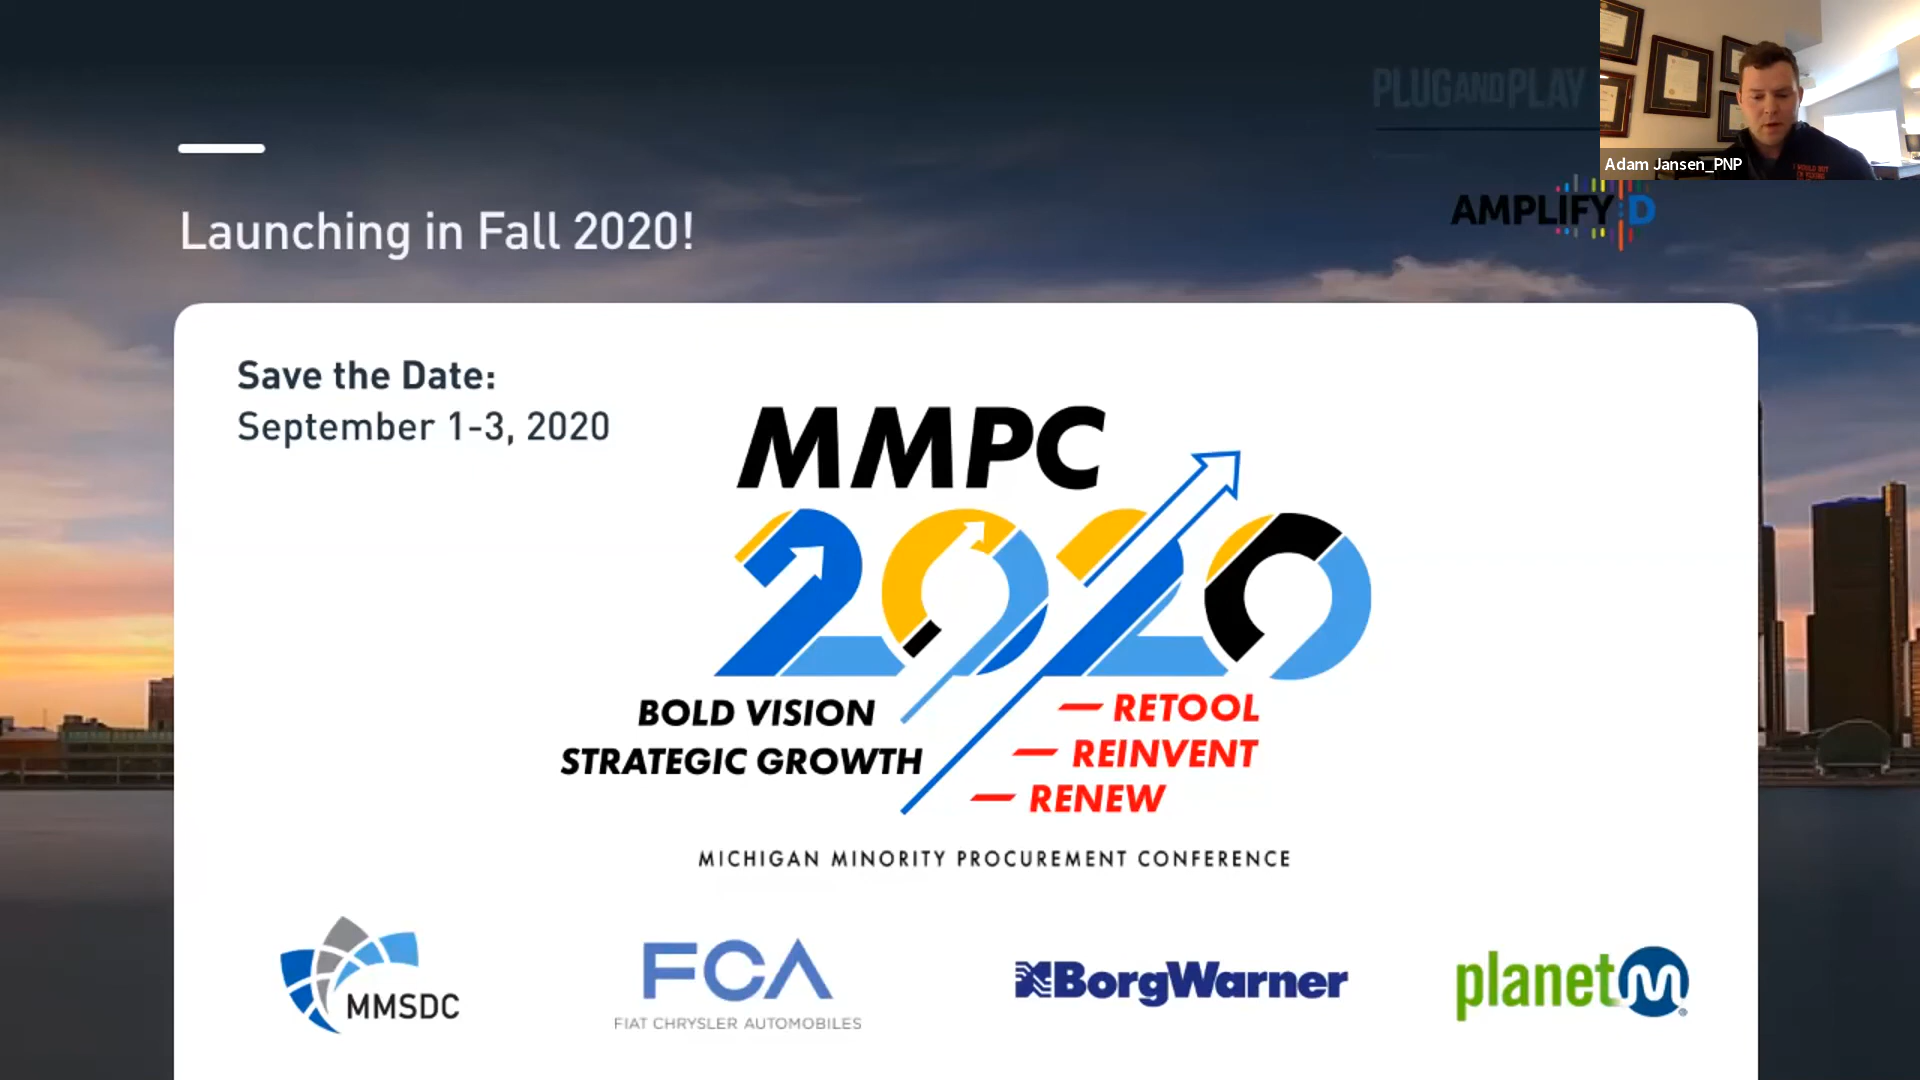 PLUGANDPLAY
Adam Jansen_PNP
AMPLIFY D
Launching in Fall 2020!
Save the Date:
September 1-3, 2020
MMPC
2020
BOLD VISION
STRATEGIC GROWTH
— RETOOL
— REINVENT
— RENEW
MICHIGAN MINORITY PROCUREMENT CONFERENCE
MMSDC
FCA
FIAT CHRYSLER AUTOMOBILES
BorgWarner
planetM